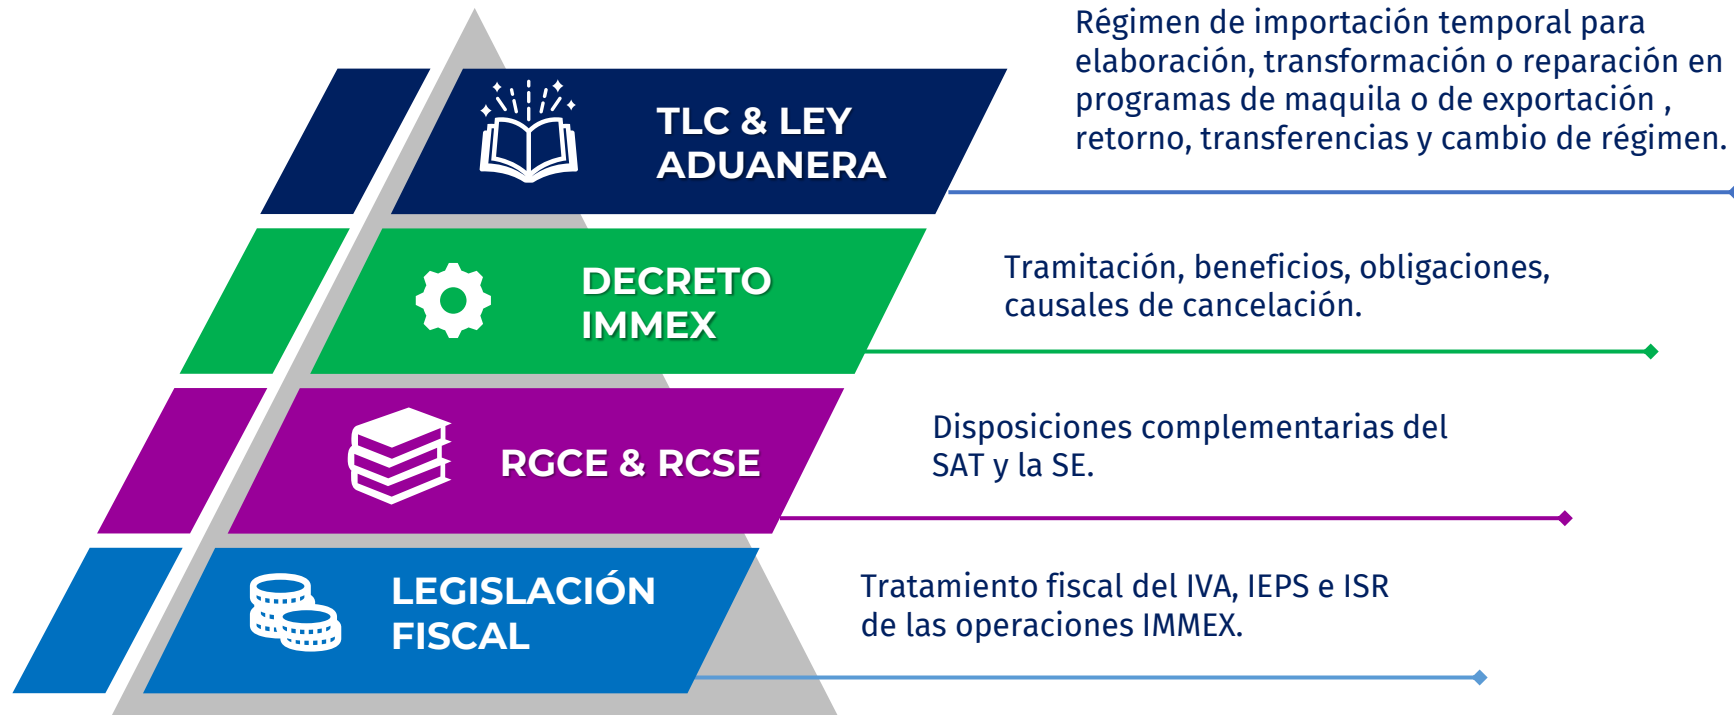 TLC & LEY
ADUANERA
Régimen de importación temporal para
elaboración, transformación o reparación en
programas de maquila o de exportación ,
retorno, transferencias y cambio de régimen.
DECRETO
IMMEX
Tramitación, beneficios, obligaciones,
causales de cancelación.
RGCE & RCSE
Disposiciones complementarias del
SAT y la SE.
LEGISLACIÓN
FISCAL
Tratamiento fiscal del IVA, IEPS e ISR
de las operaciones IMMEX.